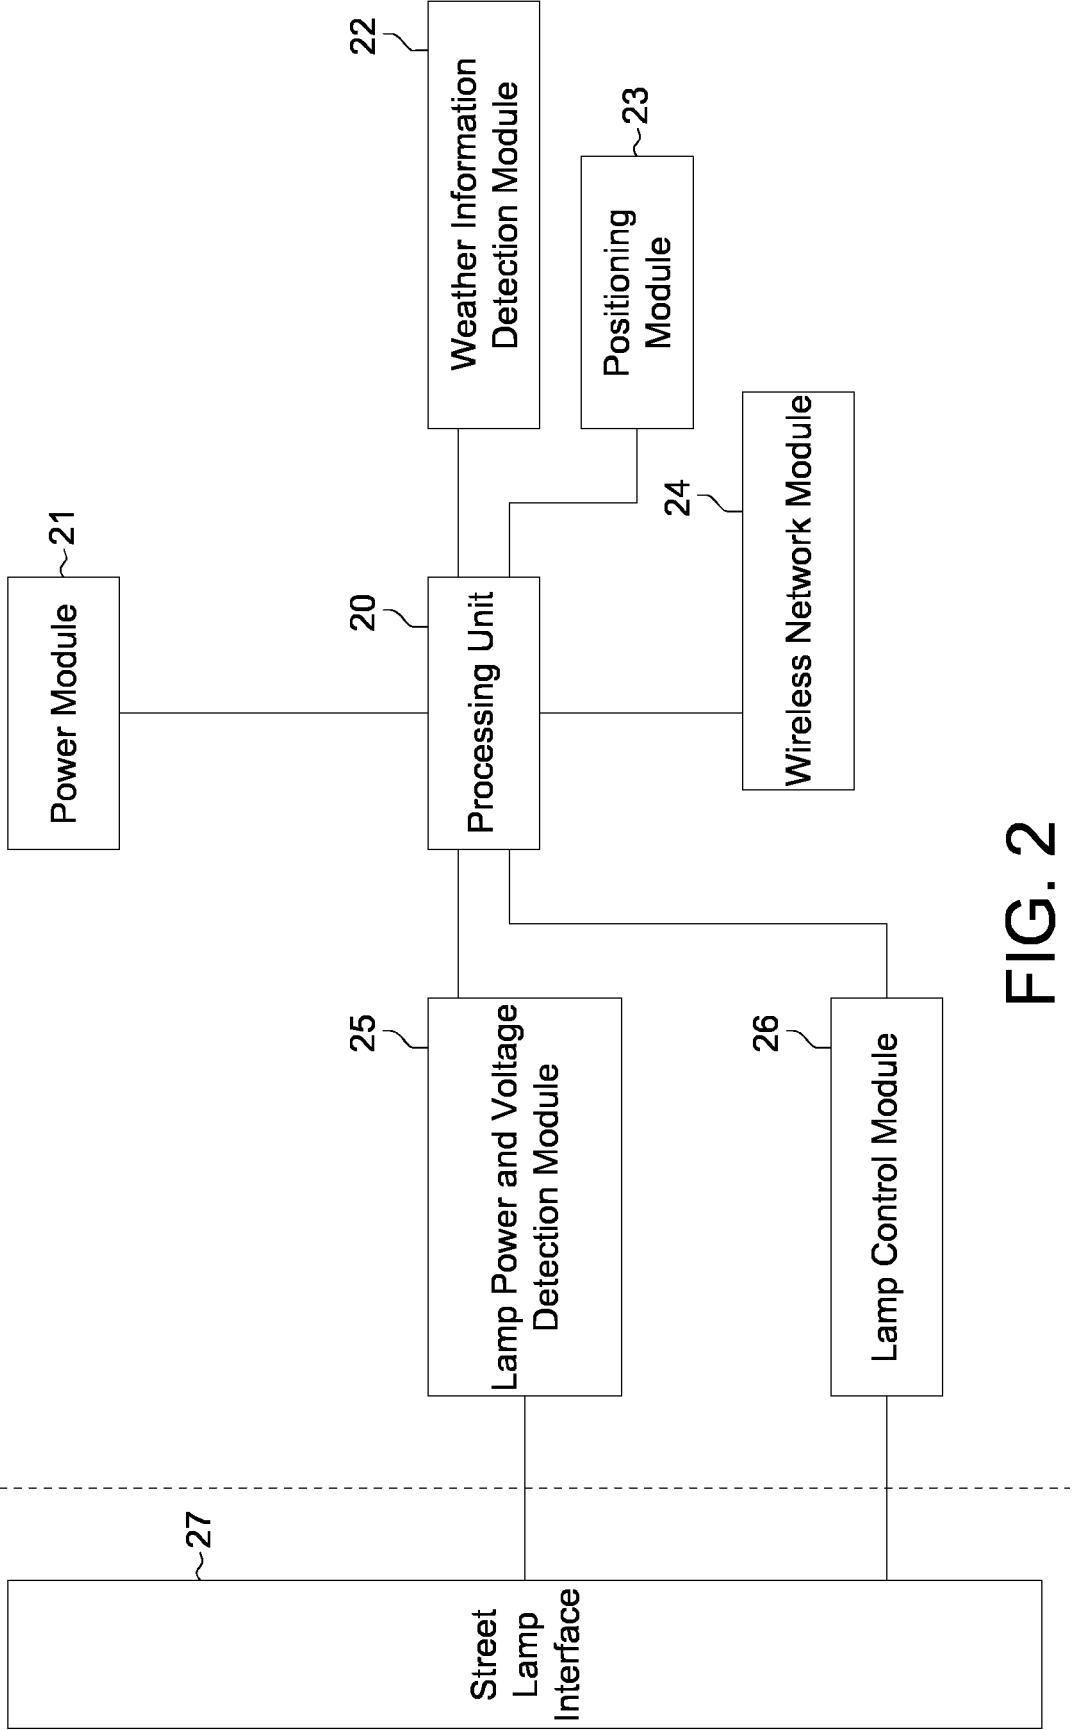 21
Power Module
22
Weather Information
Detection Module
20
Processing Unit
23
Positioning
Module
24
Wireless Network Module
25
Lamp Power and Voltage
Detection Module
26
Lamp Control Module
27
Street
Lamp
Interface
FIG. 2